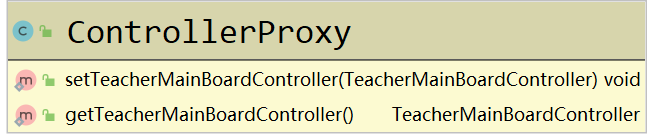 ControllerProxy
setTeacherMainBoardController(TeacherMainBoardController) void
getTeacherMainBoardController() TeacherMainBoardController